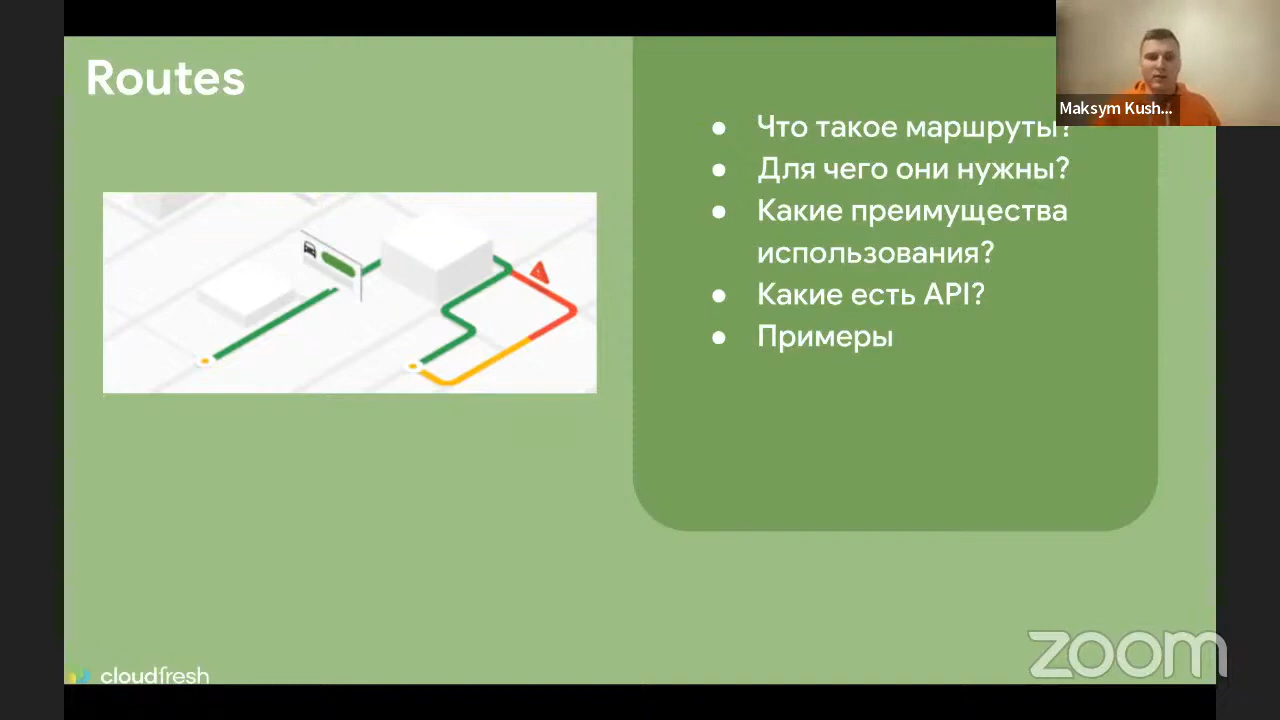 Routes
Maksym Kush...
● Что такое маршруты?
● Для чего они нужны?
● Какие преимущества
использования?
● Какие есть API?
● Примеры
cloudfresh
zoom